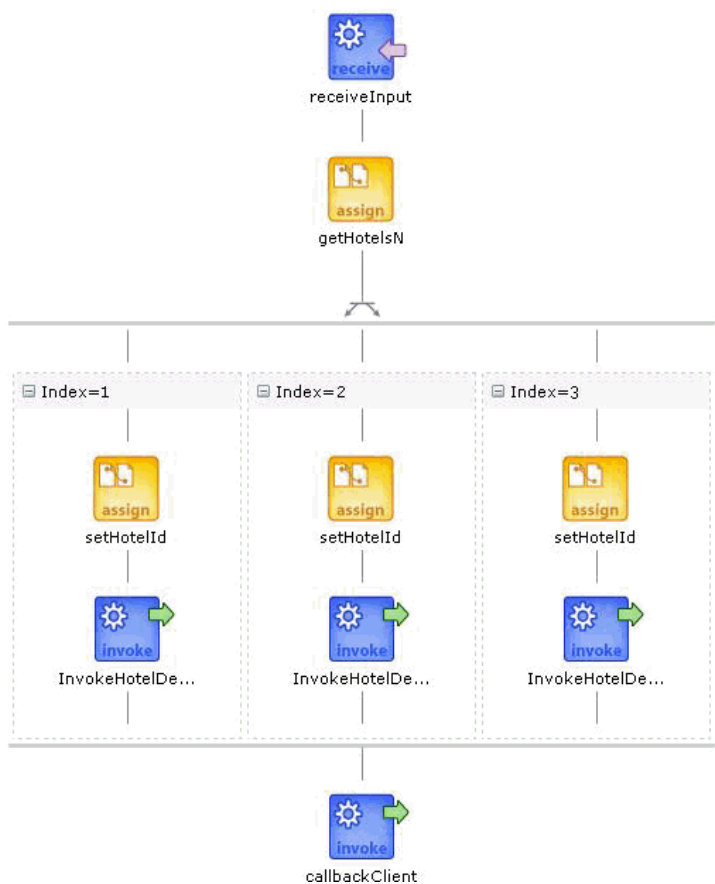 receive
receiveInput
assign
getHotelsN
Index=1
Index=2
Index=3
assign
assign
assign
setHotelId
setHotelId
setHotelId
invoke
invoke
invoke
InvokeHotelDe...
InvokeHotelDe...
InvokeHotelDe...
invoke
callbackClient